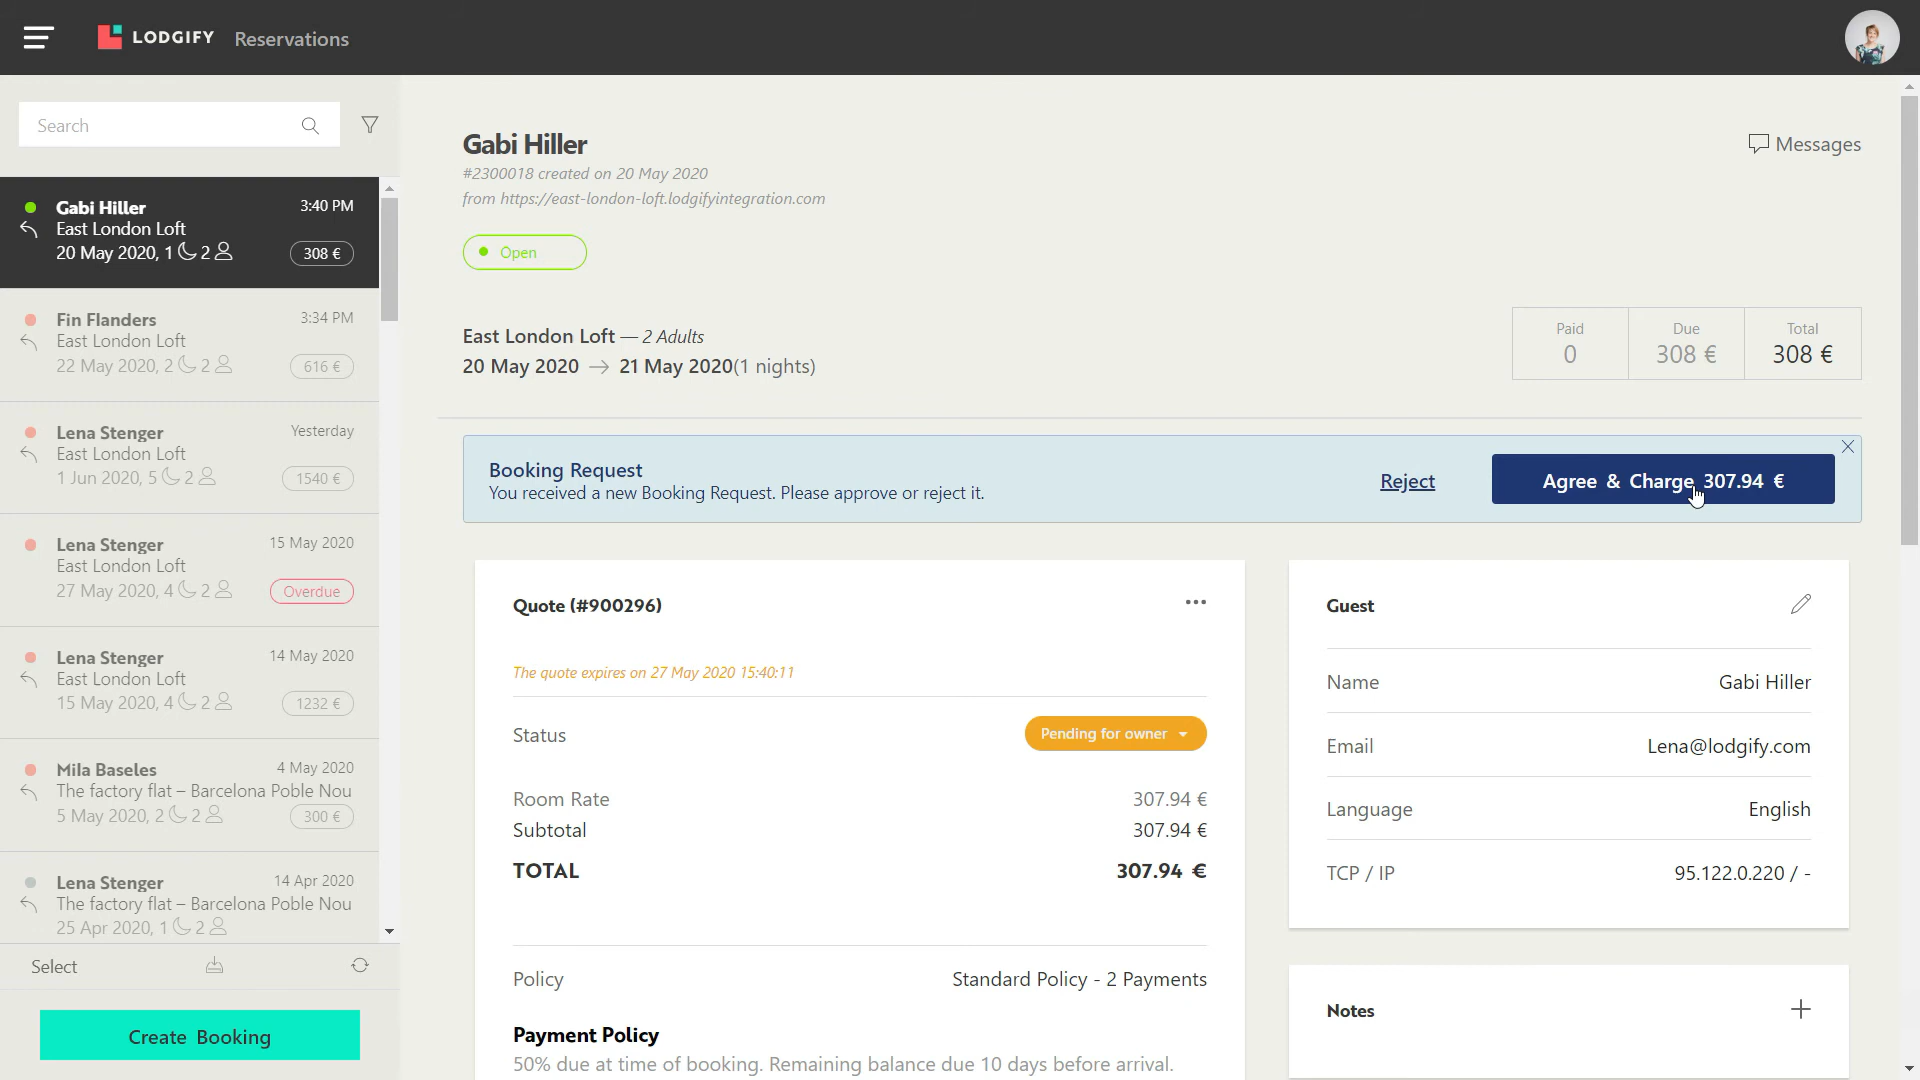 LODGIFY Reservations
Search
Gabi Hiller 3:40 PM
East London Loft
20 May 2020, 1 2 308 €
Fin Flanders 3:34 PM
East London Loft
22 May 2020, 2 2 616 €
Lena Stenger Yesterday
East London Loft
1 Jun 2020, 5 2 1540 €
Lena Stenger 15 May 2020
East London Loft
27 May 2020, 4 2 Overdue
Lena Stenger 14 May 2020
East London Loft
15 May 2020, 4 2 1232 €
Mila Baseles 4 May 2020
The factory flat – Barcelona Poble Nou
5 May 2020, 2 2 300 €
Lena Stenger 14 Apr 2020
The factory flat – Barcelona Poble Nou
25 Apr 2020, 1 2
Select
Create Booking
Gabi Hiller
Messages
#2300018 created on 20 May 2020
from https://east-london-loft.lodgifyintegration.com
Open
East London Loft — 2 Adults
20 May 2020 → 21 May 2020(1 nights)
Paid Due Total
0 308 € 308 €
Booking Request
You received a new Booking Request. Please approve or reject it.
Reject
Agree & Charge 307.94 €
Quote (#900296)
The quote expires on 27 May 2020 15:40:11
Status Pending for owner
Room Rate 307.94 €
Subtotal 307.94 €
TOTAL 307.94 €
Policy Standard Policy - 2 Payments
Payment Policy
50% due at time of booking. Remaining balance due 10 days before arrival.
Guest
Name Gabi Hiller
Email Lena@lodgify.com
Language English
TCP / IP 95.122.0.220 / -
Notes